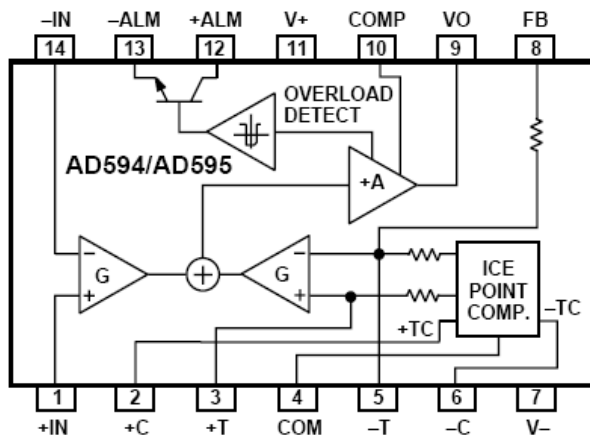 –IN –ALM +ALM V+ COMP VO FB
14 13 12 11 10 9 8
OVERLOAD
DETECT
AD594/AD595
+A
– –
G + G
+ +
ICE
POINT
COMP.
–TC
+TC
1 2 3 4 5 6 7
+IN +C +T COM –T –C V–